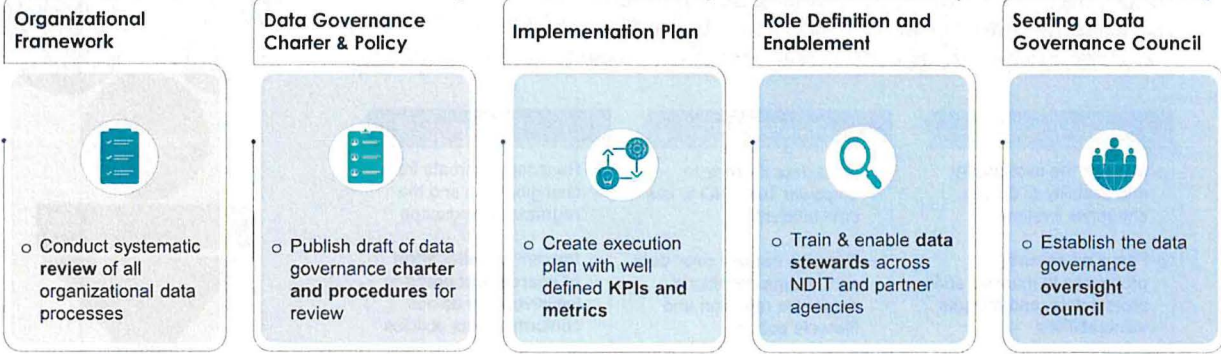 Organizational
Framework
○ Conduct systematic
review of all
organizational data
processes
Data Governance
Charter & Policy
○ Publish draft of data
governance charter
and procedures for
review
Implementation Plan
○ Create execution
plan with well
defined KPIs and
metrics
Role Definition and
Enablement
○ Train & enable data
stewards across
NDIT and partner
agencies
Seating a Data
Governance Council
○ Establish the data
governance
oversight
council